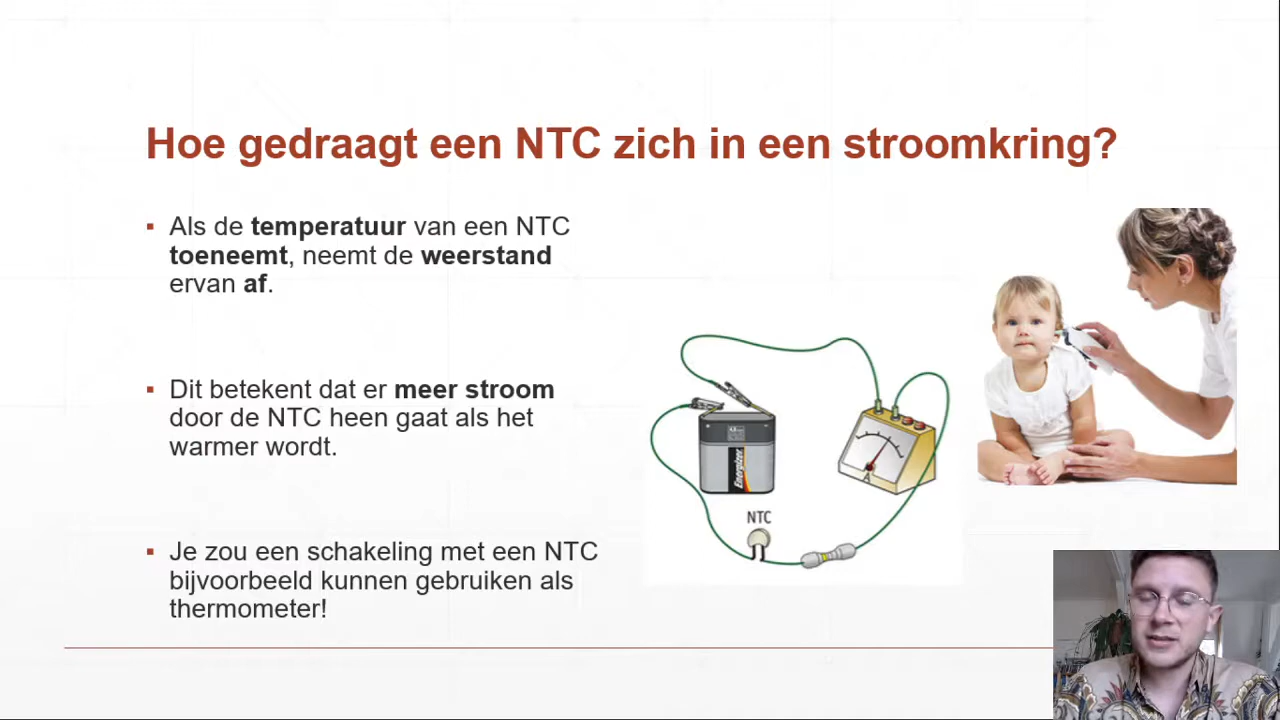 Hoe gedraagt een NTC zich in een stroomkring?
▪ Als de temperatuur van een NTC
toeneemt, neemt de weerstand
ervan af.
▪ Dit betekent dat er meer stroom
door de NTC heen gaat als het
warmer wordt.
▪ Je zou een schakeling met een NTC
bijvoorbeeld kunnen gebruiken als
thermometer!
Energizer
A
NTC